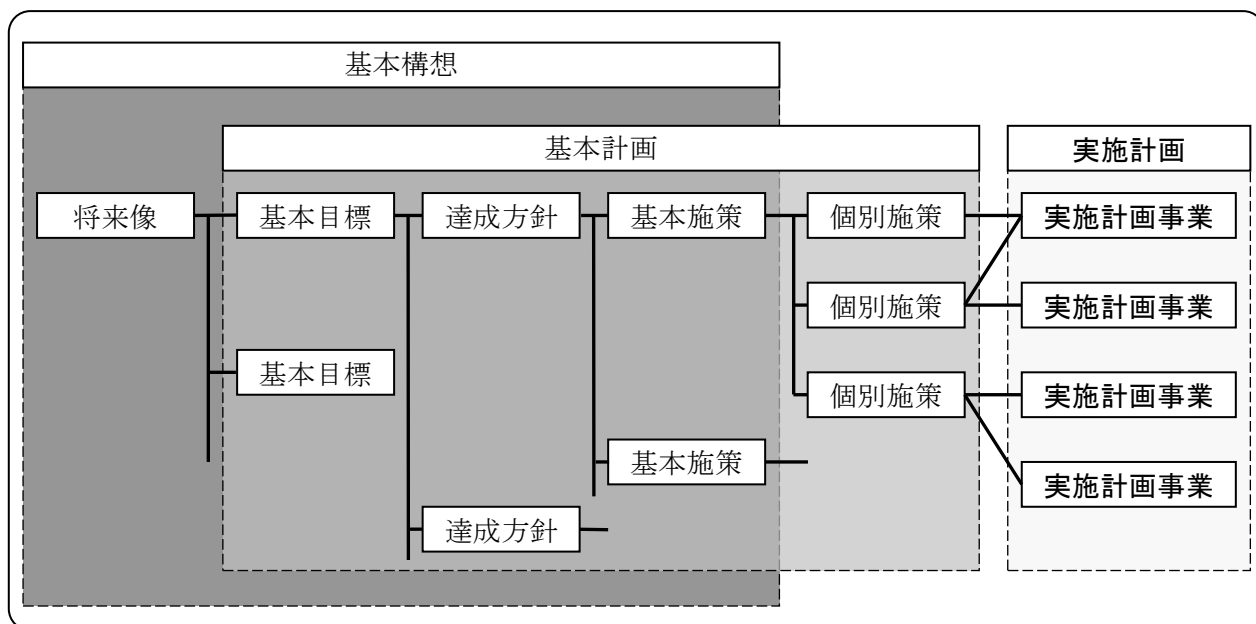 基本構想
基本計画
実施計画
将来像
基本目標
達成方針
基本施策
個別施策
実施計画事業
個別施策
実施計画事業
基本目標
個別施策
実施計画事業
基本施策
実施計画事業
達成方針